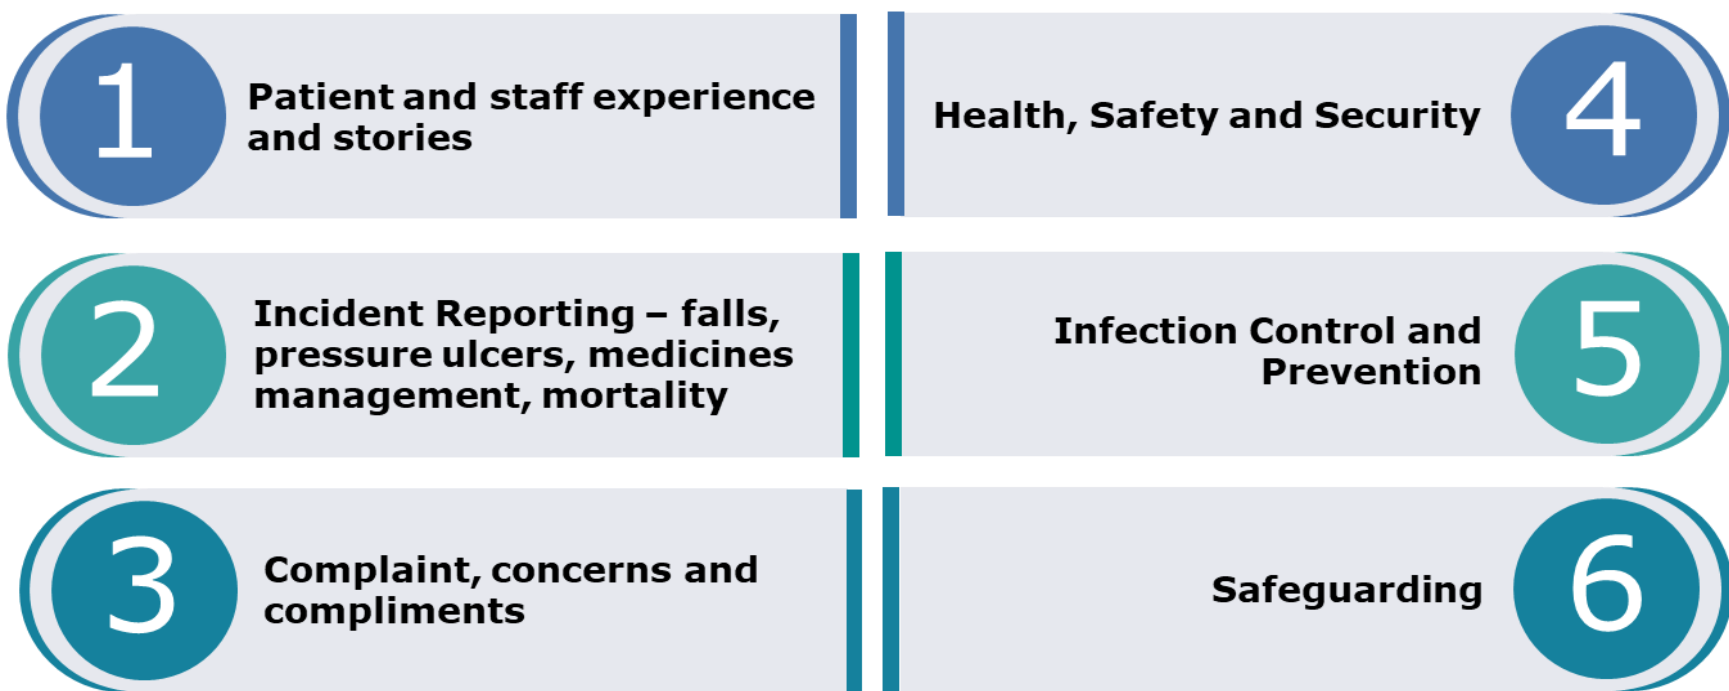 1
Patient and staff experience
and stories
2
Incident Reporting – falls,
pressure ulcers, medicines
management, mortality
3
Complaint, concerns and
compliments
4
Health, Safety and Security
5
Infection Control and
Prevention
6
Safeguarding